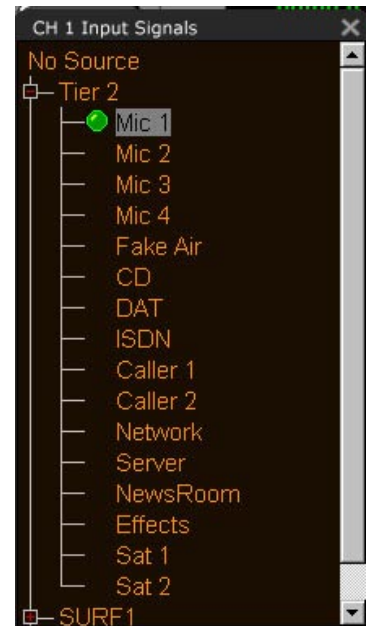 CH 1 Input Signals
No Source
Tier 2
Mic 1
Mic 2
Mic 3
Mic 4
Fake Air
CD
DAT
ISDN
Caller 1
Caller 2
Network
Server
NewsRoom
Effects
Sat 1
Sat 2
SURF1